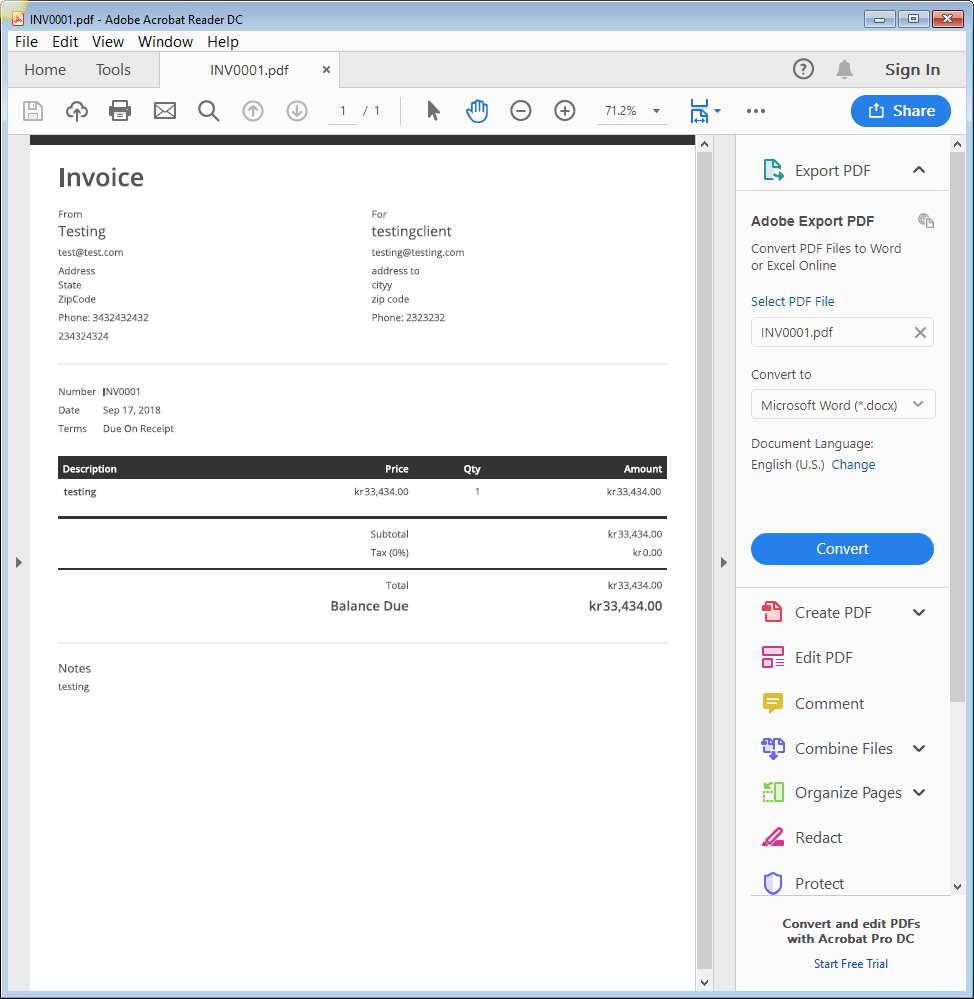 INV0001.pdf - Adobe Acrobat Reader DC
File Edit View Window Help
Home Tools INV0001.pdf × ? Sign In
1 / 1 71.2% Share
Invoice
From For
Testing testingclient
test@test.com testing@testing.com
Address address to
State cityy
ZipCode zip code
Phone: 3432432432 Phone: 2323232
234324324
Number INV0001
Date Sep 17, 2018
Terms Due On Receipt
Description Price Qty Amount
testing kr33,434.00 1 kr33,434.00
Subtotal kr33,434.00
Tax (0%) kr0.00
Total kr33,434.00
Balance Due kr33,434.00
Notes
testing
Export PDF
Adobe Export PDF
Convert PDF Files to Word
or Excel Online
Select PDF File
INV0001.pdf
Convert to
Microsoft Word (*.docx)
Document Language:
English (U.S.) Change
Convert
Create PDF
Edit PDF
Comment
Combine Files
Organize Pages
Redact
Protect
Convert and edit PDFs
with Acrobat Pro DC
Start Free Trial